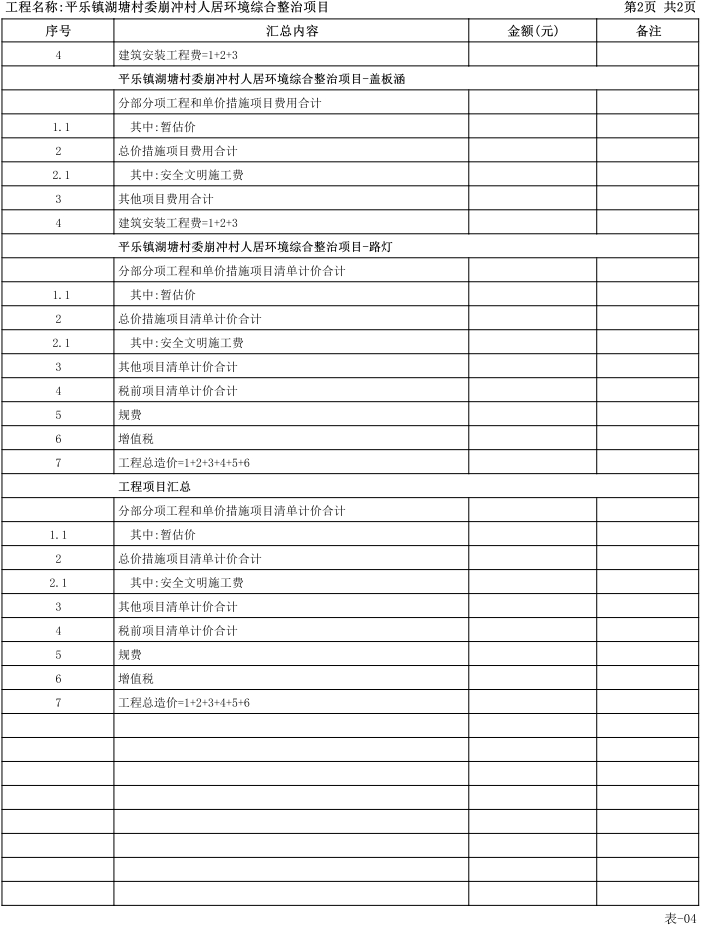 工程名称:平乐镇湖塘村委崩冲村人居环境综合整治项目 第2页 共2页
序号 汇总内容 金额(元) 备注
4 建筑安装工程费=1+2+3
平乐镇湖塘村委崩冲村人居环境综合整治项目-盖板涵
分部分项工程和单价措施项目费用合计
1.1 其中:暂估价
2 总价措施项目费用合计
2.1 其中:安全文明施工费
3 其他项目费用合计
4 建筑安装工程费=1+2+3
平乐镇湖塘村委崩冲村人居环境综合整治项目-路灯
分部分项工程和单价措施项目清单计价合计
1.1 其中:暂估价
2 总价措施项目清单计价合计
2.1 其中:安全文明施工费
3 其他项目清单计价合计
4 税前项目清单计价合计
5 规费
6 增值税
7 工程总造价=1+2+3+4+5+6
工程项目汇总
分部分项工程和单价措施项目清单计价合计
1.1 其中:暂估价
2 总价措施项目清单计价合计
2.1 其中:安全文明施工费
3 其他项目清单计价合计
4 税前项目清单计价合计
5 规费
6 增值税
7 工程总造价=1+2+3+4+5+6
表-04